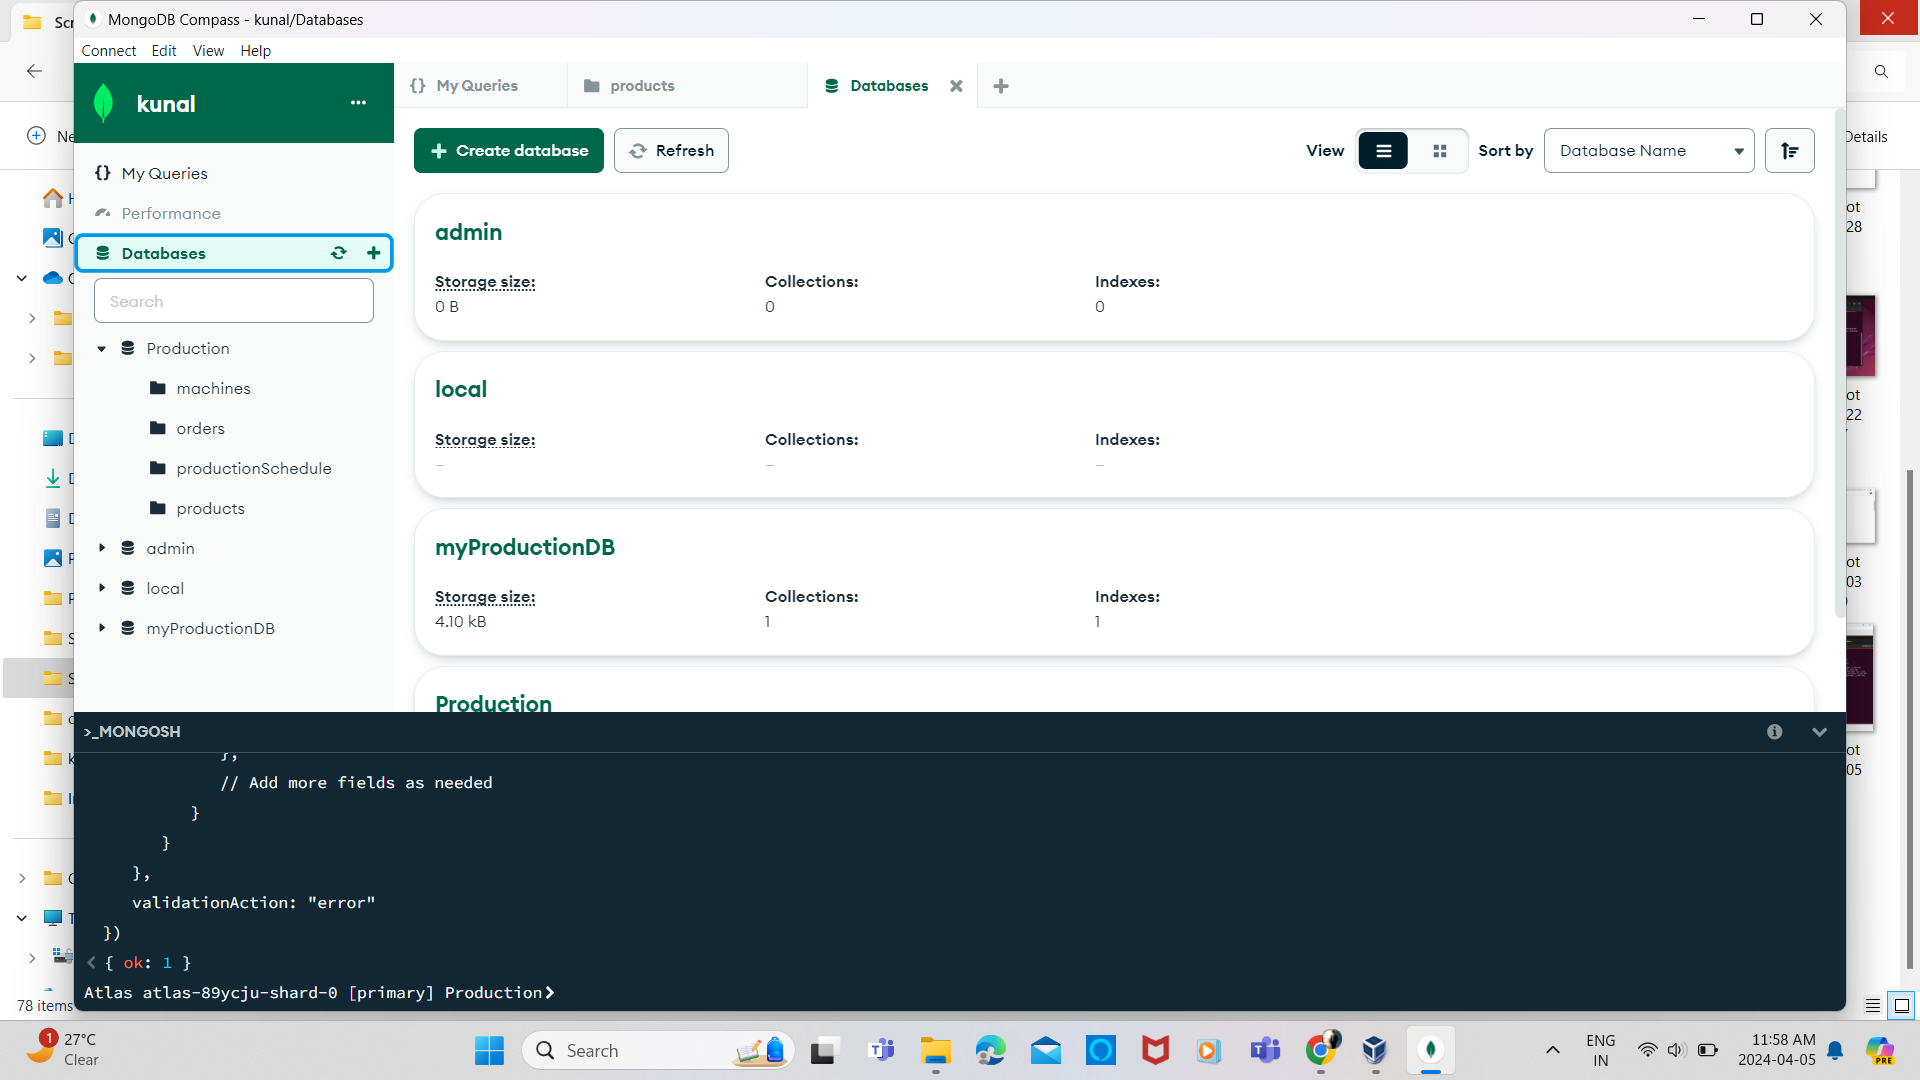 MongoDB Compass - kunal/Databases
Connect Edit View Help
kunal
My Queries
products
Databases
My Queries
Performance
Databases
Search
Production
machines
orders
productionSchedule
products
admin
local
myProductionDB
Create database
Refresh
View
Sort by
Database Name
admin
Storage size: Collections: Indexes:
0 B 0 0
local
Storage size: Collections: Indexes:
– – –
myProductionDB
Storage size: Collections: Indexes:
4.10 kB 1 1
Production
>_MONGOSH
},
// Add more fields as needed
}
}
},
validationAction: "error"
})
< { ok: 1 }
Atlas atlas-89ycju-shard-0 [primary] Production>
Details
ot
28
ot
22
ot
03
ot
05
78 items
1
27°C
Clear
Search
ENG
IN
11:58 AM
2024-04-05
PRE